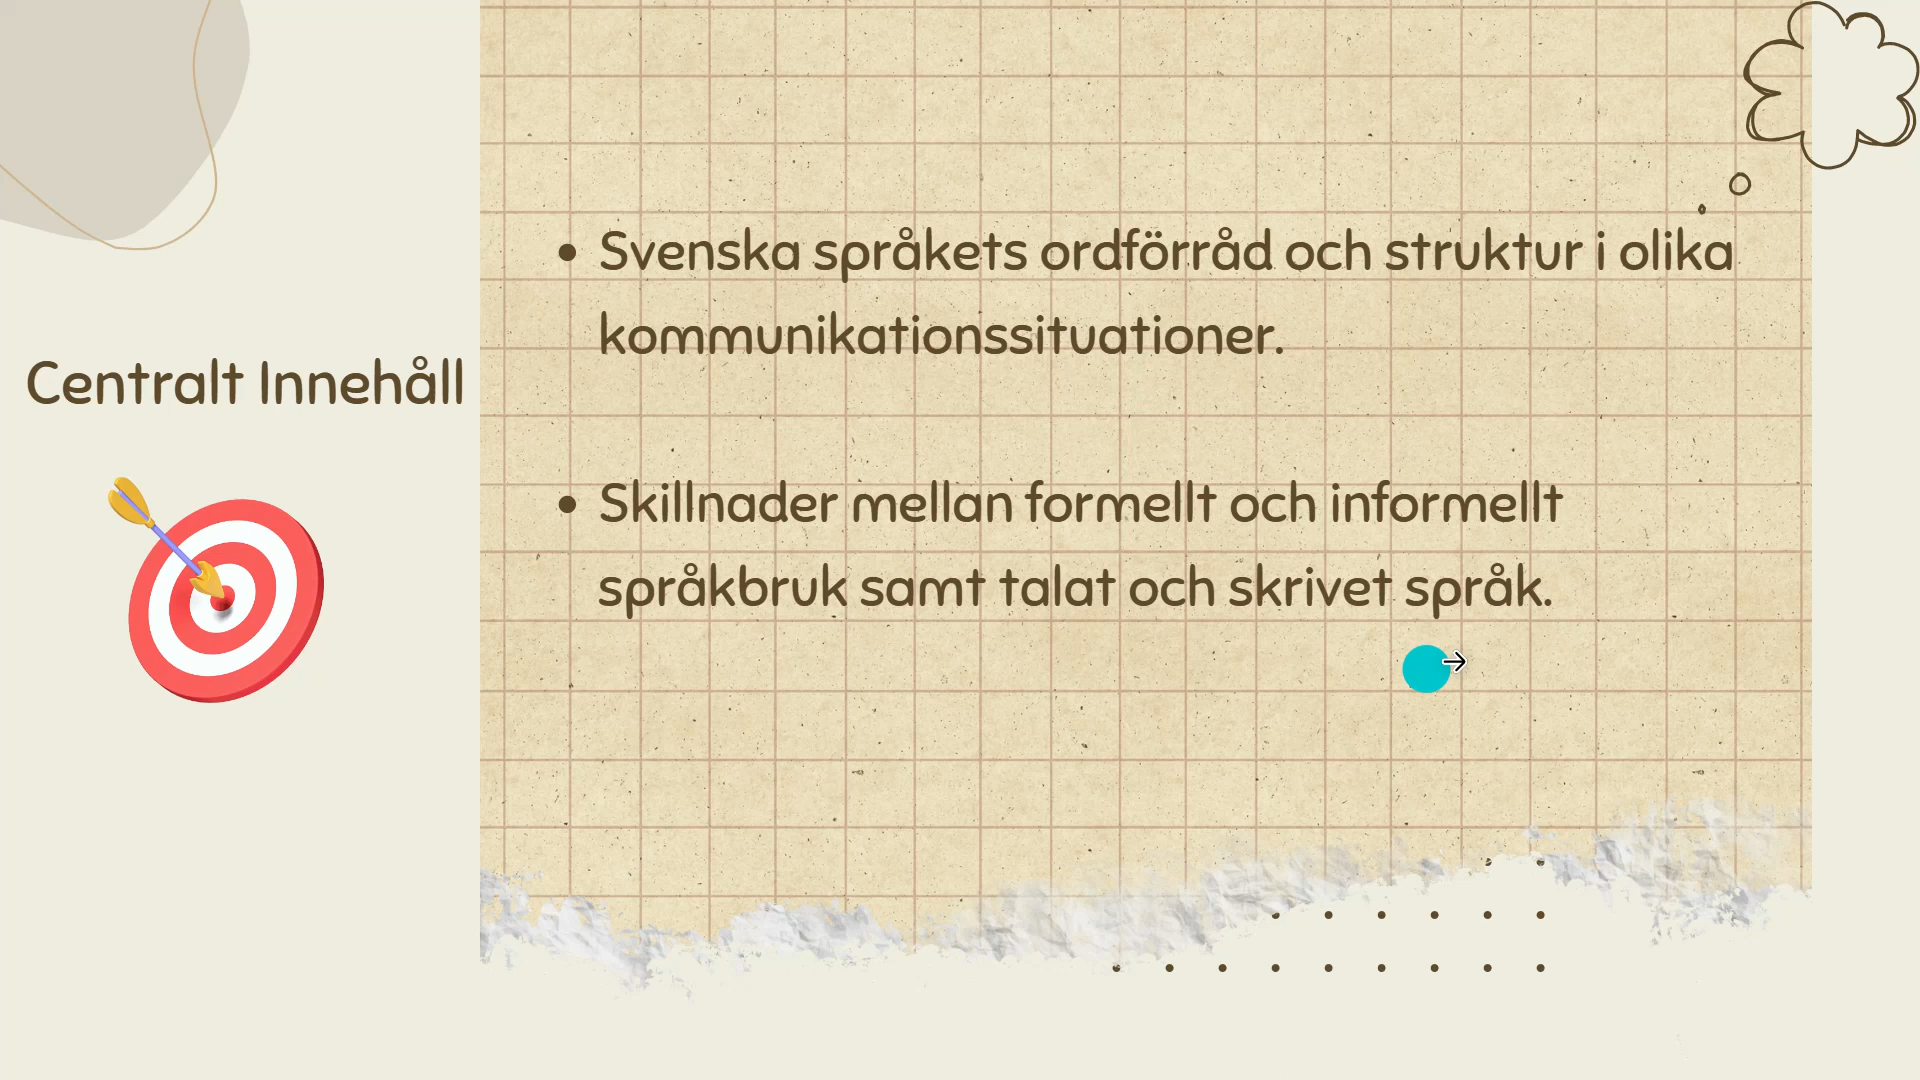 Centralt Innehåll
• Svenska språkets ordförråd och struktur i olika
kommunikationssituationer.
• Skillnader mellan formellt och informellt
språkbruk samt talat och skrivet språk.